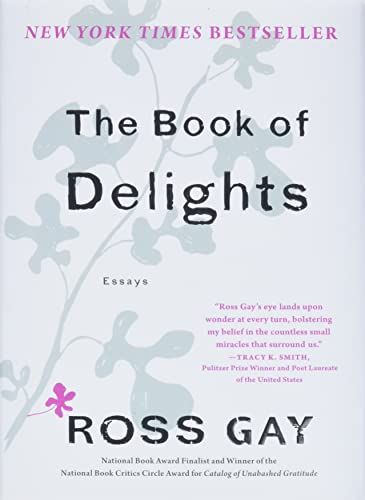 NEW YORK TIMES BESTSELLER
The Book of
Delights
Essays
"Ross Gay's eye lands upon
wonder at every turn, bolstering
my belief in the countless small
miracles that surround us."
—TRACY K. SMITH,
Pulitzer Prize Winner and Poet Laureate
of the United States
ROSS GAY
National Book Award Finalist and Winner of the
National Book Critics Circle Award for Catalog of Unabashed Gratitude